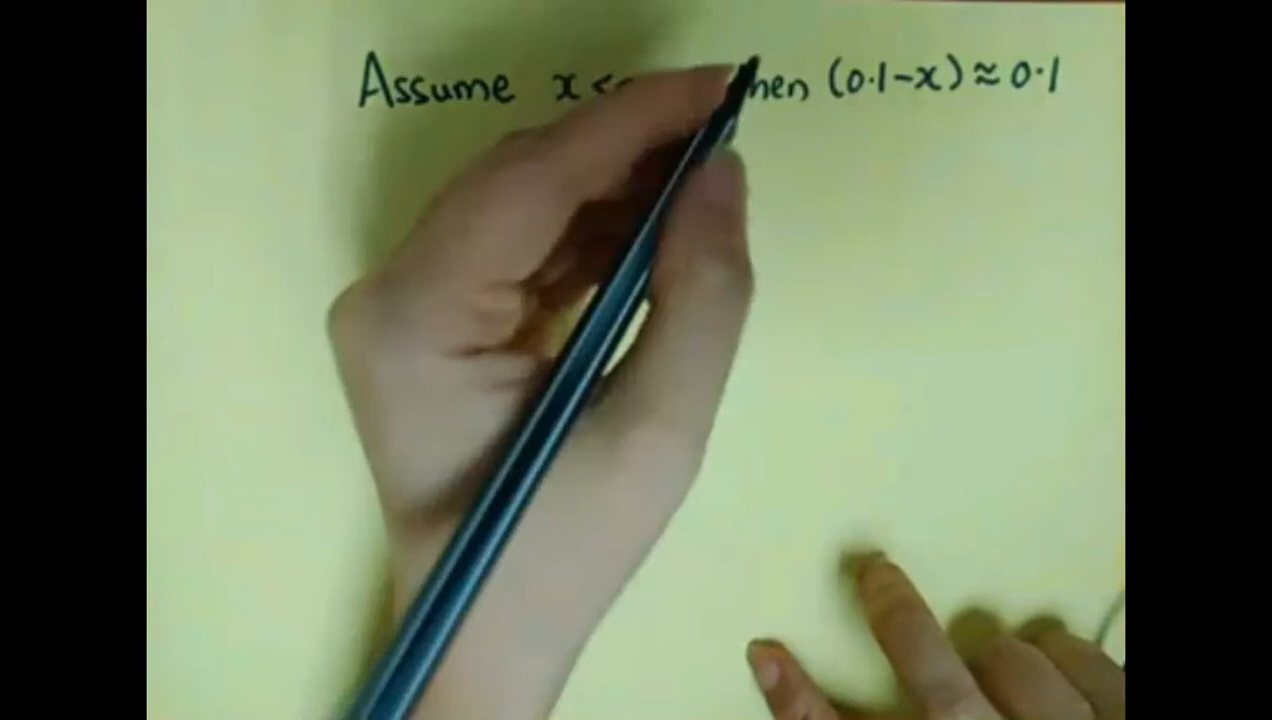 Assume x < hen (0.1-x) ≈ 0.1